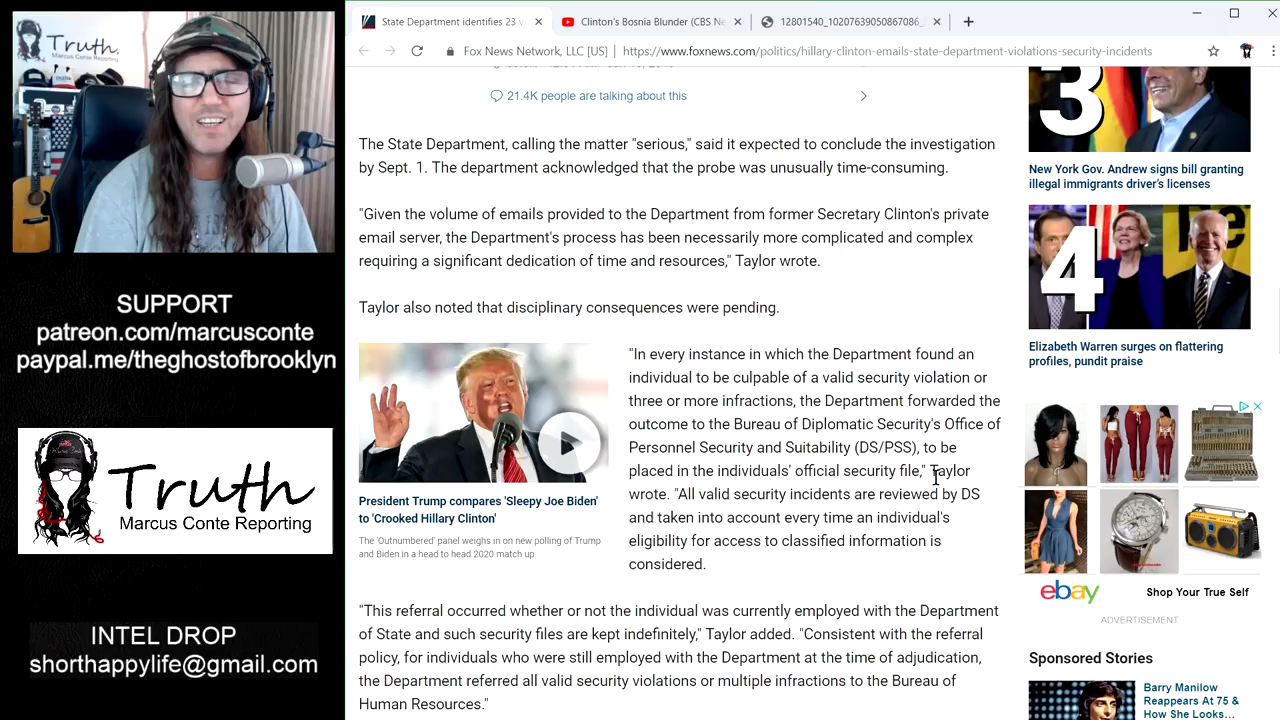 Truth.
Marcus Conte Reporting
SUPPORT
patreon.com/marcusconte
paypal.me/theghostofbrooklyn
Truth
Marcus Conte Reporting
INTEL DROP
shorthappylife@gmail.com
State Department identifies 23 v
Clinton's Bosnia Blunder (CBS Ne
12801540_10207639050867086_
Fox News Network, LLC [US] | https://www.foxnews.com/politics/hillary-clinton-emails-state-department-violations-security-incidents
21.4K people are talking about this
The State Department, calling the matter "serious," said it expected to conclude the investigation
by Sept. 1. The department acknowledged that the probe was unusually time-consuming.
"Given the volume of emails provided to the Department from former Secretary Clinton's private
email server, the Department's process has been necessarily more complicated and complex
requiring a significant dedication of time and resources," Taylor wrote.
Taylor also noted that disciplinary consequences were pending.
President Trump compares 'Sleepy Joe Biden'
to 'Crooked Hillary Clinton'
The 'Outnumbered' panel weighs in on new polling of Trump
and Biden in a head to head 2020 match up.
"In every instance in which the Department found an
individual to be culpable of a valid security violation or
three or more infractions, the Department forwarded the
outcome to the Bureau of Diplomatic Security's Office of
Personnel Security and Suitability (DS/PSS), to be
placed in the individuals' official security file," Taylor
wrote. "All valid security incidents are reviewed by DS
and taken into account every time an individual's
eligibility for access to classified information is
considered.
"This referral occurred whether or not the individual was currently employed with the Department
of State and such security files are kept indefinitely," Taylor added. "Consistent with the referral
policy, for individuals who were still employed with the Department at the time of adjudication,
the Department referred all valid security violations or multiple infractions to the Bureau of
Human Resources."
3
New York Gov. Andrew signs bill granting
illegal immigrants driver's licenses
4
Elizabeth Warren surges on flattering
profiles, pundit praise
ebay
Shop Your True Self
ADVERTISEMENT
Sponsored Stories
Barry Manilow
Reappears At 75 &
How She Looks...